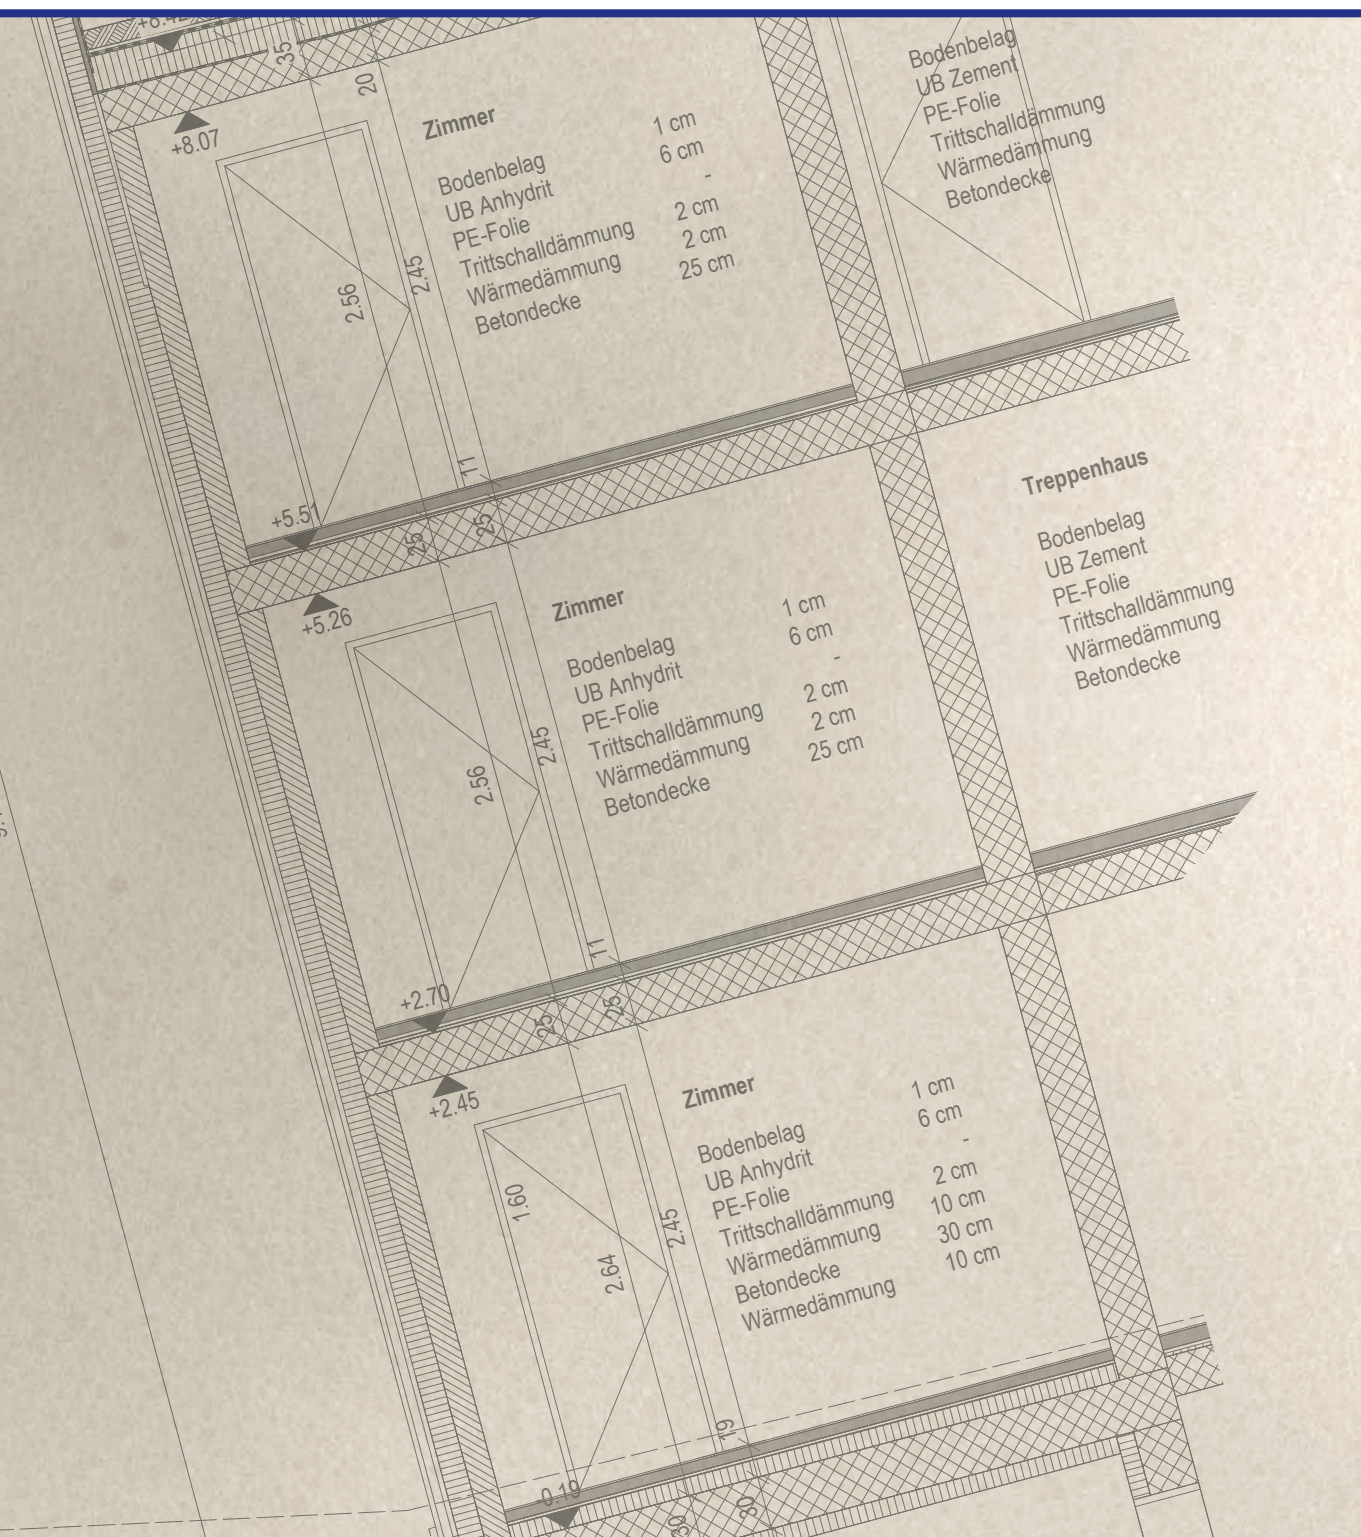 +8.42
35
20
+8.07
Zimmer
Bodenbelag 1 cm
UB Anhydrit 6 cm
PE-Folie -
Trittschalldämmung 2 cm
Wärmedämmung 2 cm
Betondecke 25 cm
2.56
2.45
11
Bodenbelag
UB Zement
PE-Folie
Trittschalldämmung
Wärmedämmung
Betondecke
+5.51
25
25
+5.26
Zimmer
Bodenbelag 1 cm
UB Anhydrit 6 cm
PE-Folie -
Trittschalldämmung 2 cm
Wärmedämmung 2 cm
Betondecke 25 cm
2.56
2.45
11
Treppenhaus
Bodenbelag
UB Zement
PE-Folie
Trittschalldämmung
Wärmedämmung
Betondecke
+2.70
25
25
+2.45
Zimmer
Bodenbelag 1 cm
UB Anhydrit 6 cm
PE-Folie -
Trittschalldämmung 2 cm
Wärmedämmung 10 cm
Betondecke 30 cm
Wärmedämmung 10 cm
1.60
2.64
2.45
19
0.19
30
30